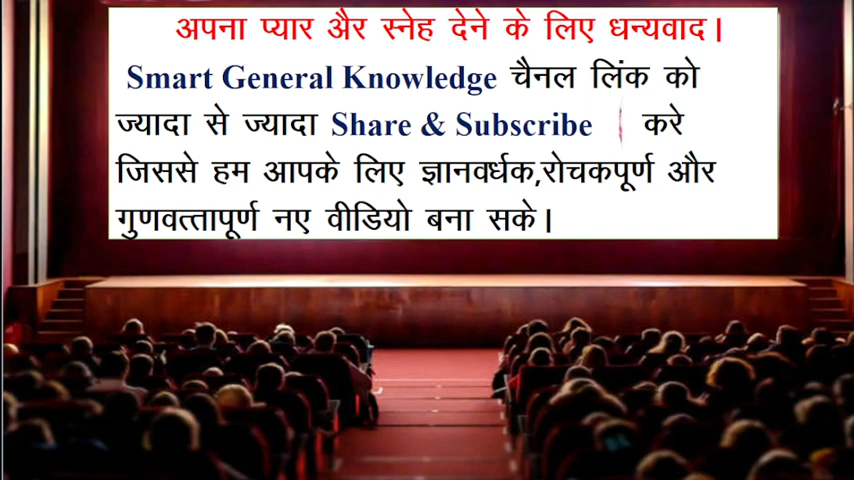 अपना प्यार और स्नेह देने के लिए धन्यवाद।
Smart General Knowledge चैनल लिंक को
ज्यादा से ज्यादा Share & Subscribe करे
जिससे हम आपके लिए ज्ञानवर्धक,रोचकपूर्ण और
गुणवत्तापूर्ण नए वीडियो बना सके।